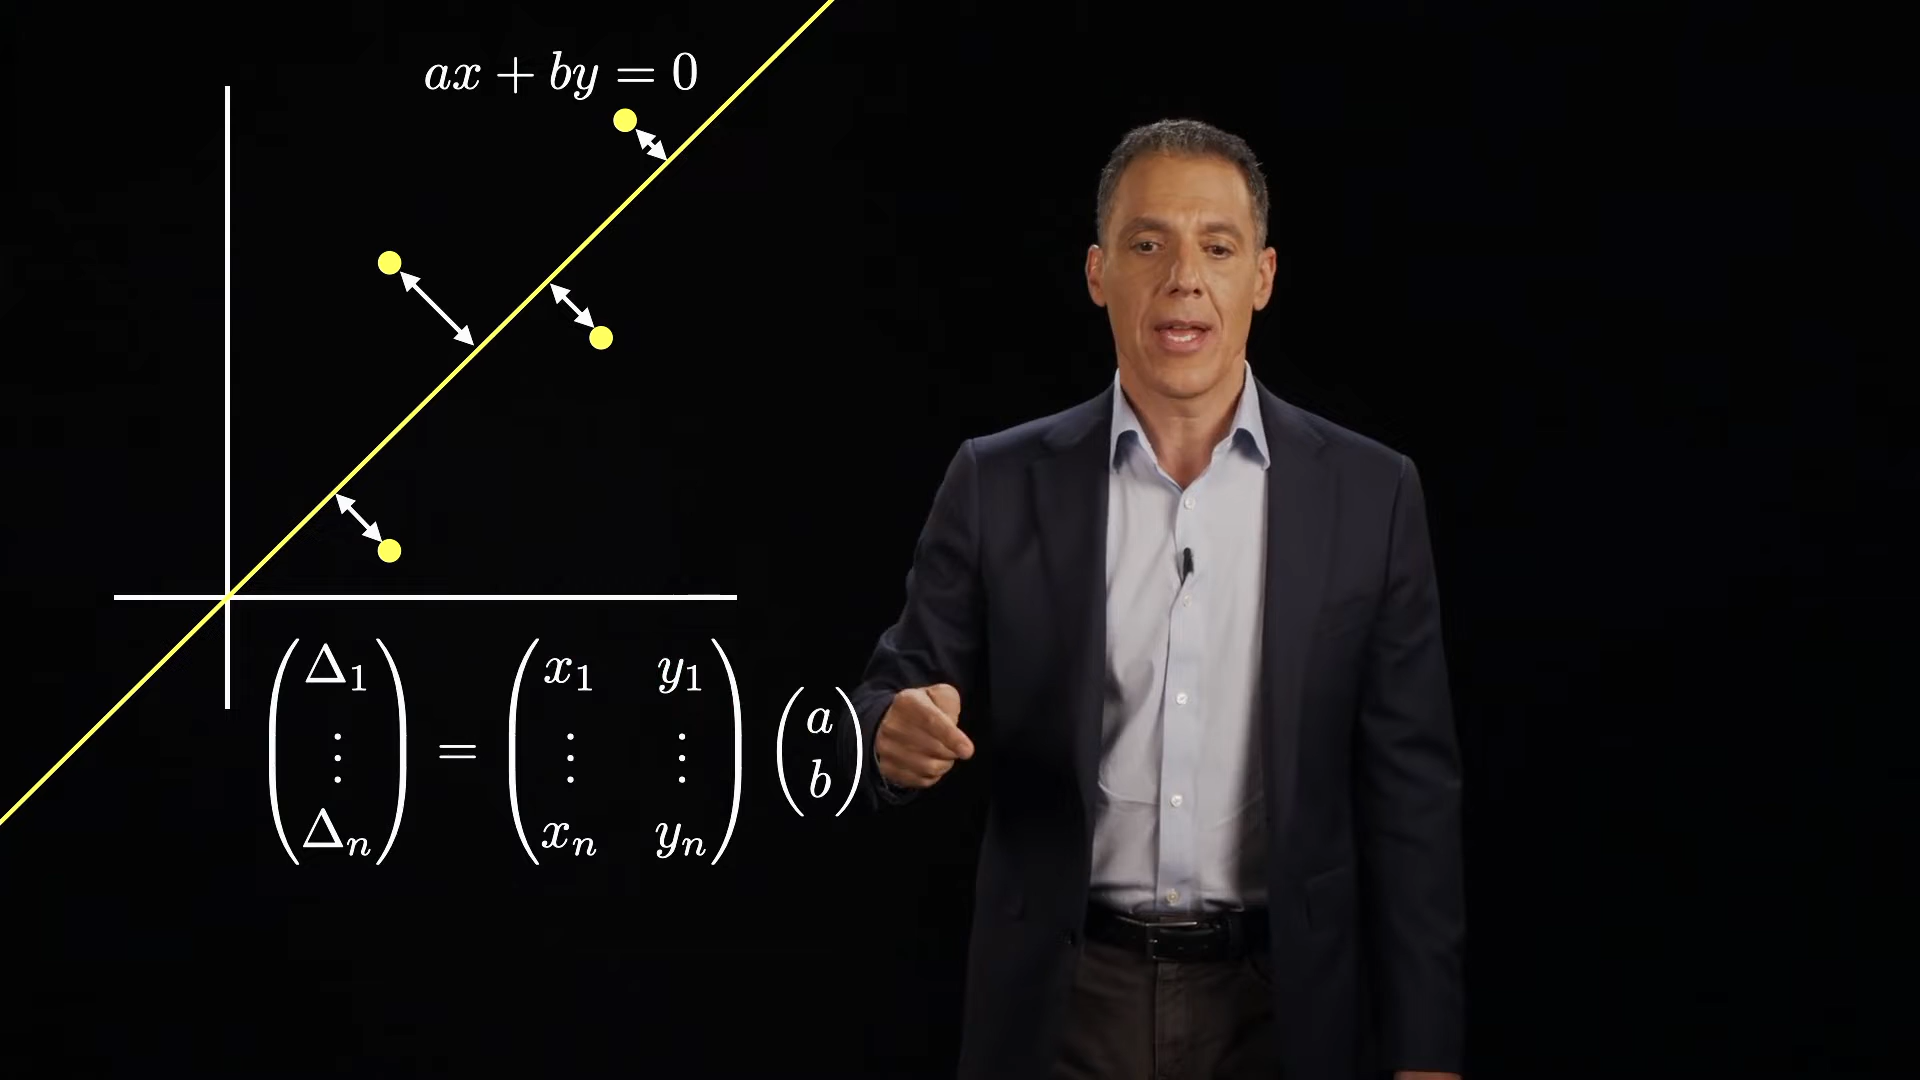 ax + by = 0
Δ₁ x₁ y₁
⋮ = ⋮ ⋮ a
Δₙ xₙ yₙ b